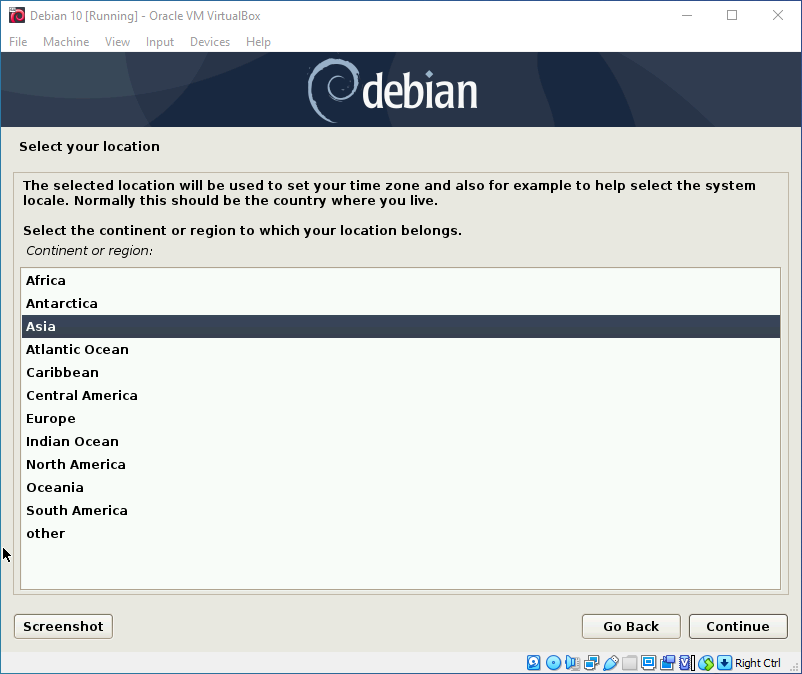 Debian 10 [Running] - Oracle VM VirtualBox
File Machine View Input Devices Help
debian
Select your location
The selected location will be used to set your time zone and also for example to help select the system
locale. Normally this should be the country where you live.
Select the continent or region to which your location belongs.
Continent or region:
Africa
Antarctica
Asia
Atlantic Ocean
Caribbean
Central America
Europe
Indian Ocean
North America
Oceania
South America
other
Screenshot Go Back Continue
Right Ctrl